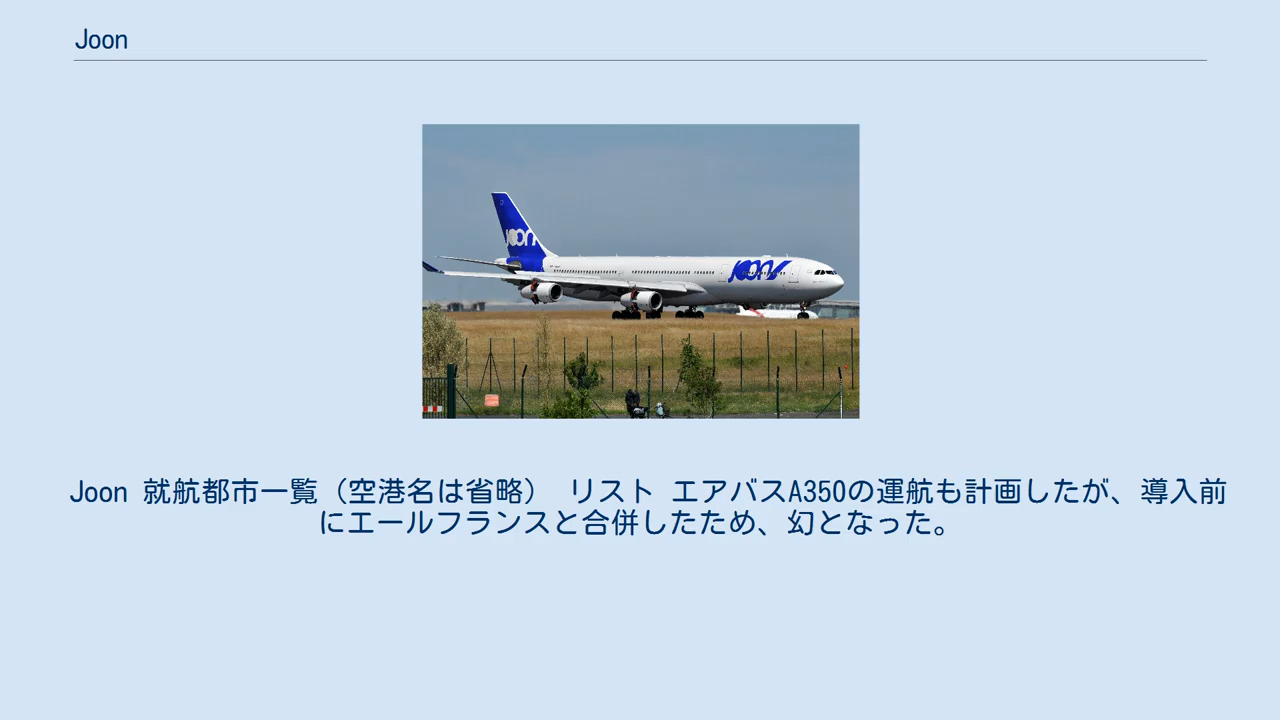 Joon
JOON
JOON
Joon 就航都市一覧（空港名は省略） リスト エアバスA350の運航も計画したが、導入前
にエールフランスと合併したため、幻となった。